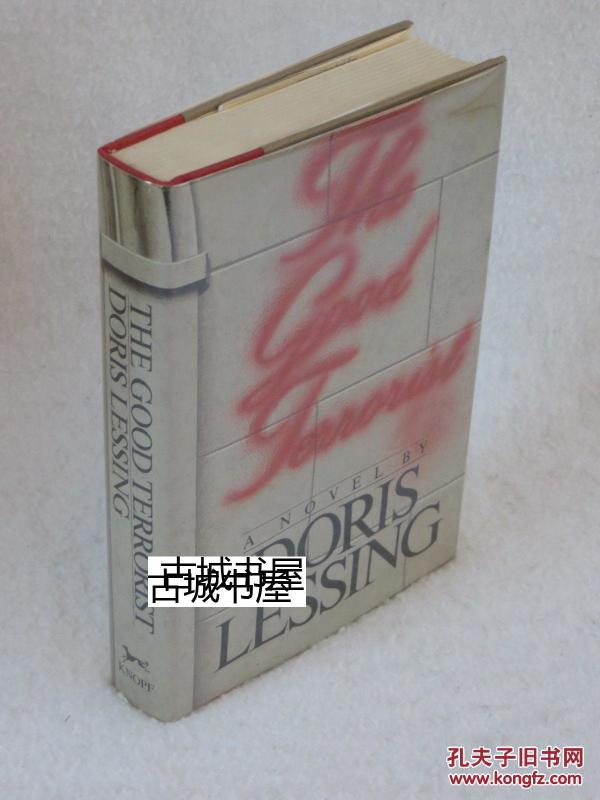 The
Good
Terrorist
A NOVEL BY
DORIS
LESSING
THE GOOD TERRORIST
DORIS LESSING
KNOPF
古城书屋
古城书屋
孔夫子旧书网
www.kongfz.com